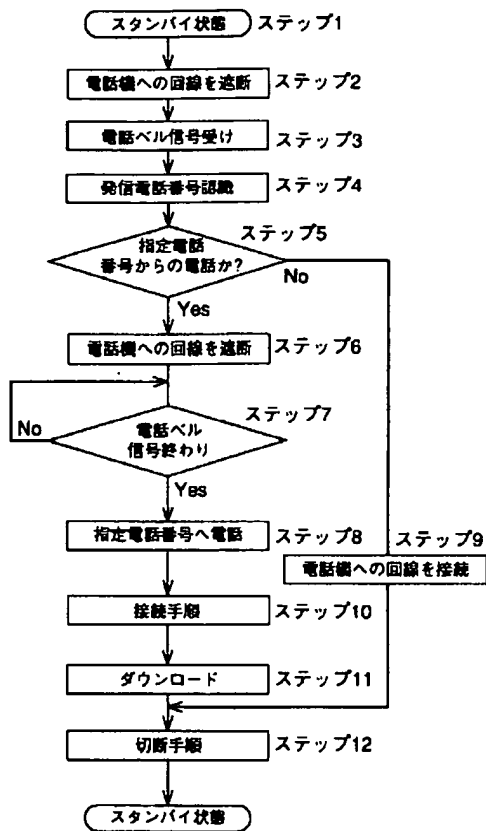 スタンバイ状態 ステップ1
電話機への回線を遮断 ステップ2
電話ベル信号受け ステップ3
発信電話番号認識 ステップ4
ステップ5
指定電話
番号からの電話か?
No
Yes
電話機への回線を遮断 ステップ6
ステップ7
No
電話ベル
信号終わり
Yes
指定電話番号へ電話 ステップ8
ステップ9
電話機への回線を接続
接続手順 ステップ10
ダウンロード ステップ11
切断手順 ステップ12
スタンバイ状態